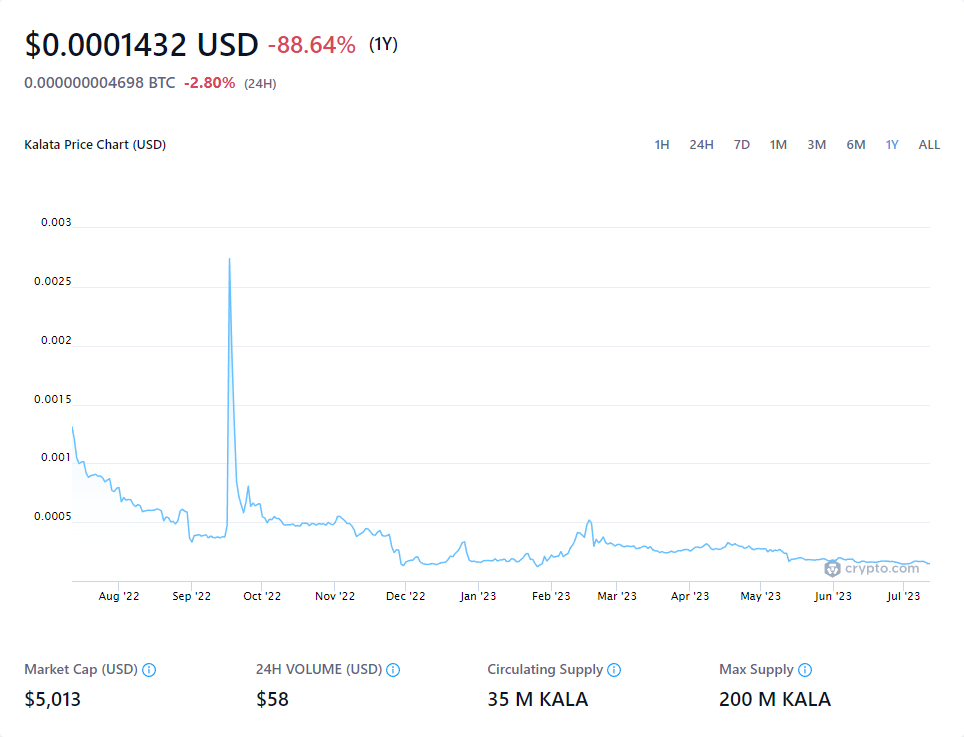 $0.0001432 USD -88.64% (1Y)
0.000000004698 BTC -2.80% (24H)
Kalata Price Chart (USD) 1H 24H 7D 1M 3M 6M 1Y ALL
0.003
0.0025
0.002
0.0015
0.001
0.0005
crypto.com
Aug '22 Sep '22 Oct '22 Nov '22 Dec '22 Jan '23 Feb '23 Mar '23 Apr '23 May '23 Jun '23 Jul '23
Market Cap (USD) 24H VOLUME (USD) Circulating Supply Max Supply
$5,013 $58 35 M KALA 200 M KALA